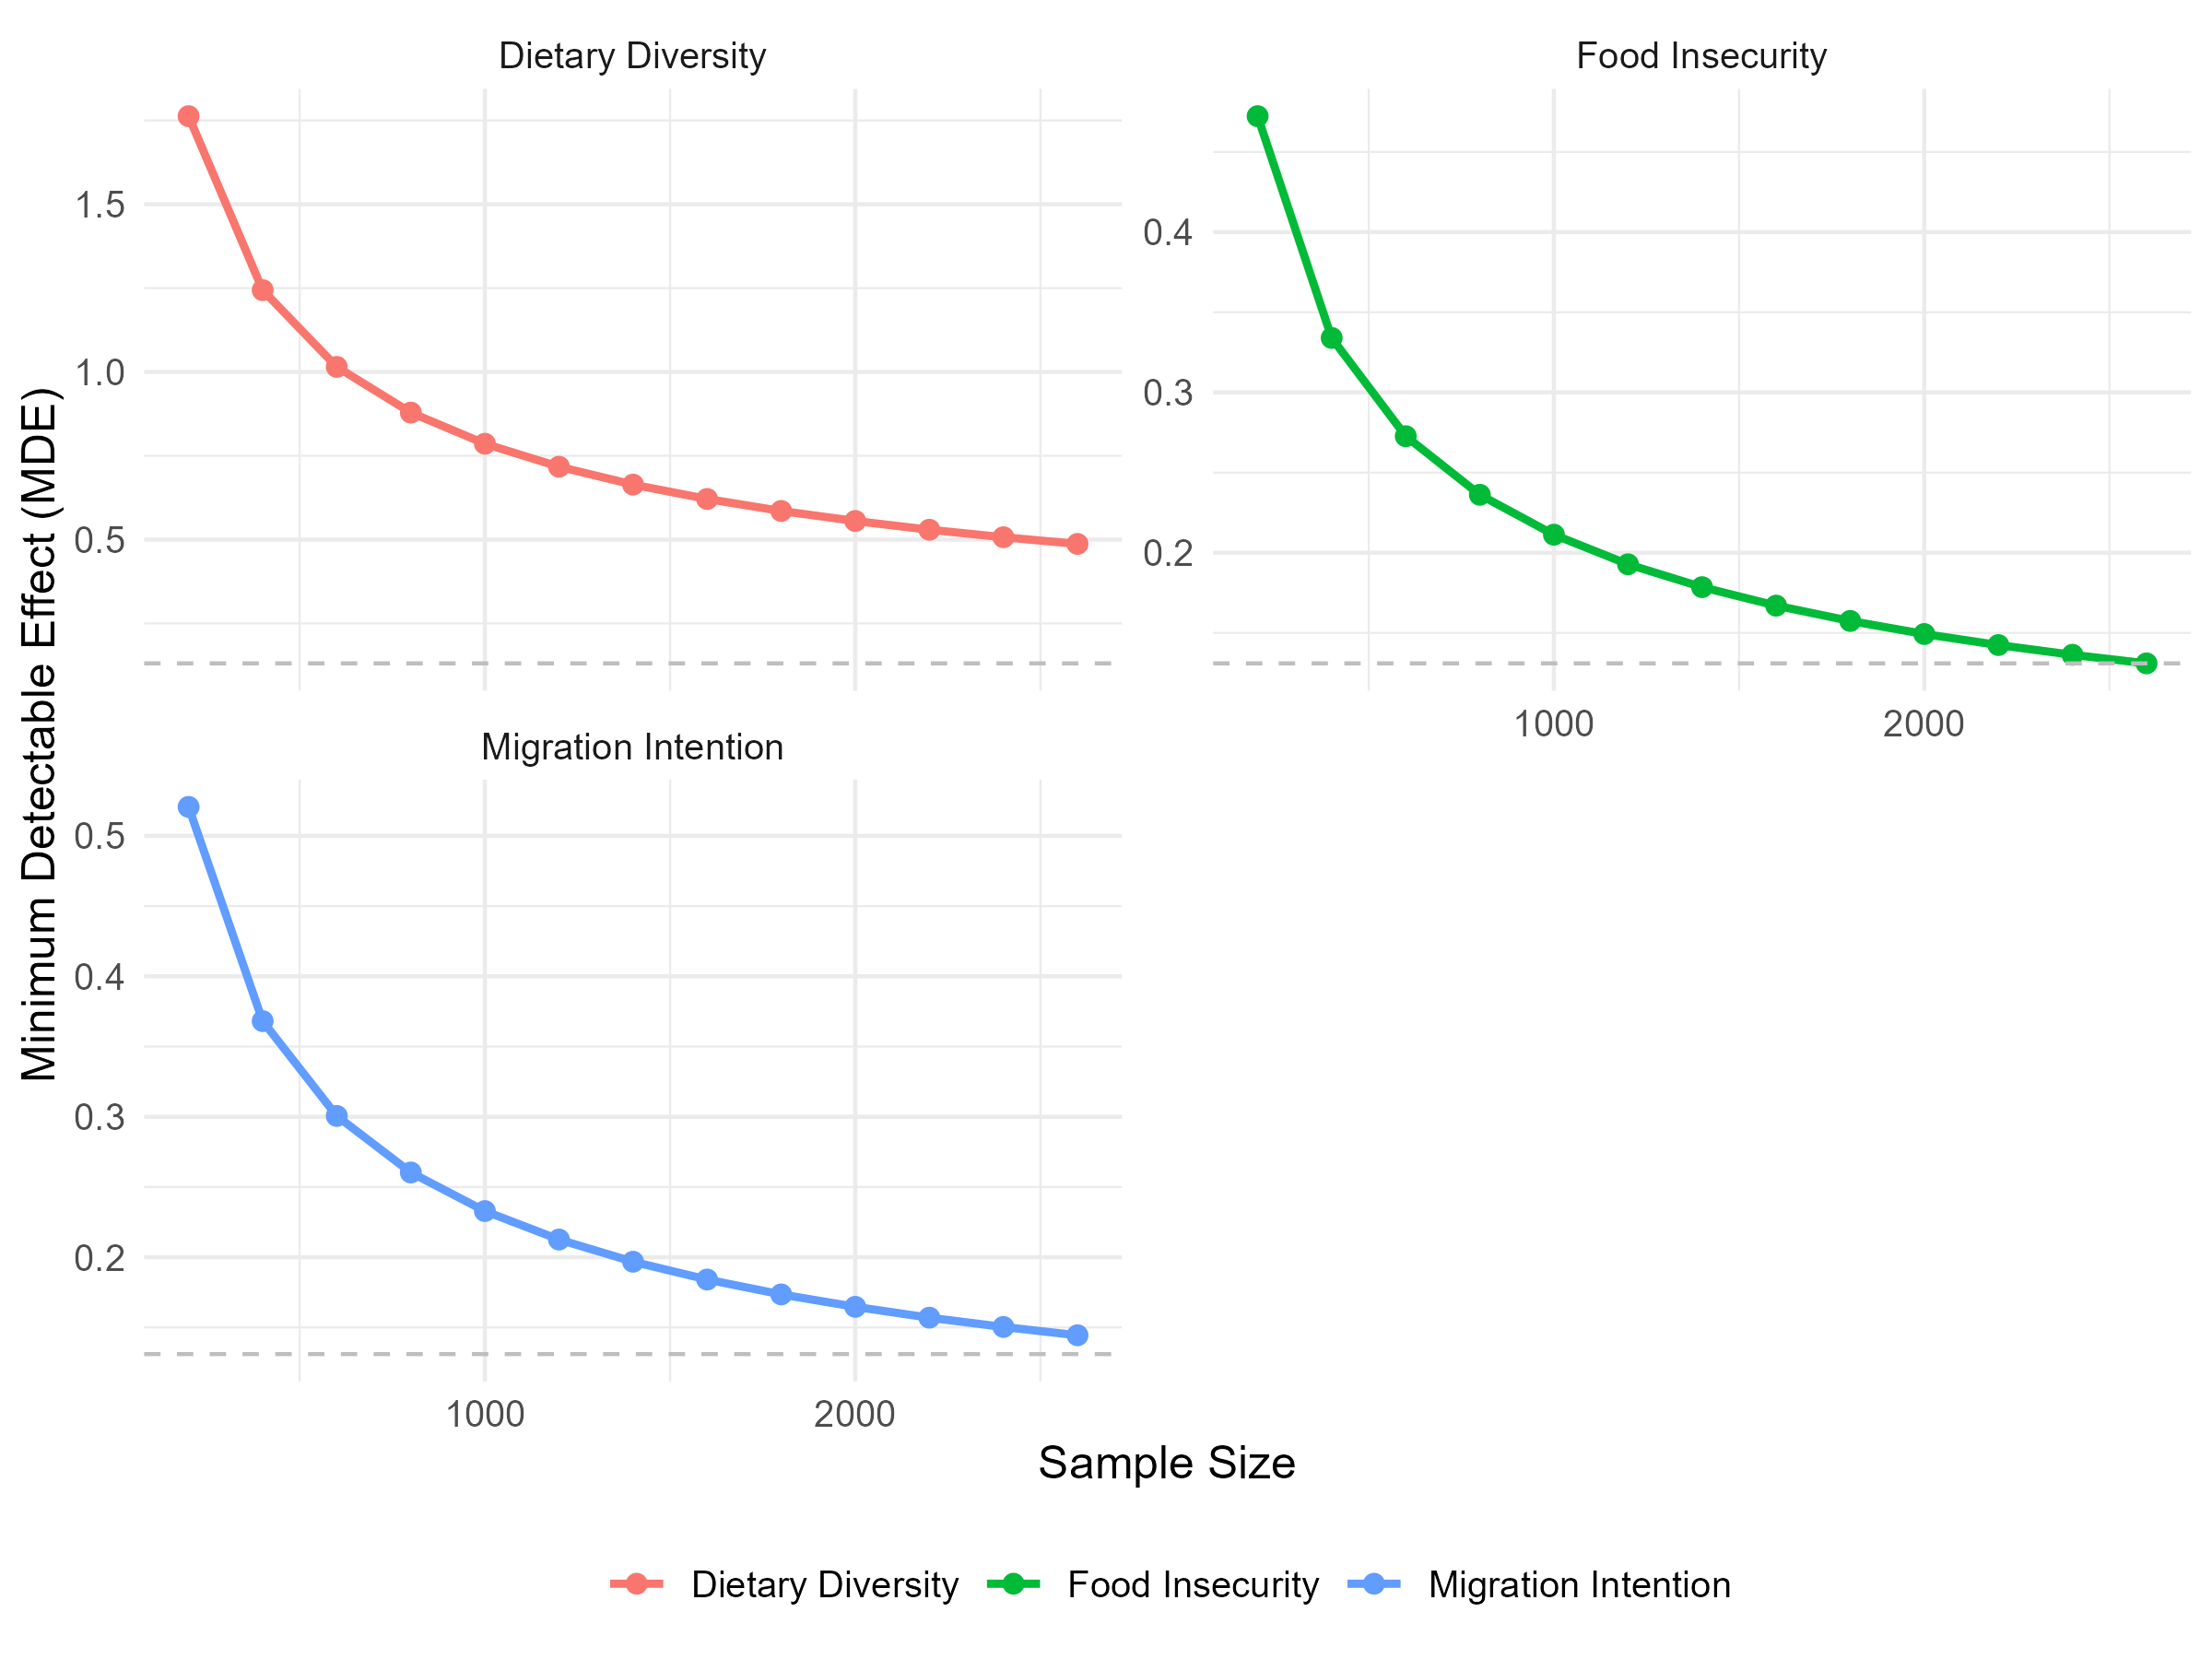 Dietary Diversity
Food Insecurity
Minimum Detectable Effect (MDE)
1.5
1.0
0.5
0.4
0.3
0.2
1000 2000
Migration Intention
0.5
0.4
0.3
0.2
1000 2000
Sample Size
Dietary Diversity Food Insecurity Migration Intention